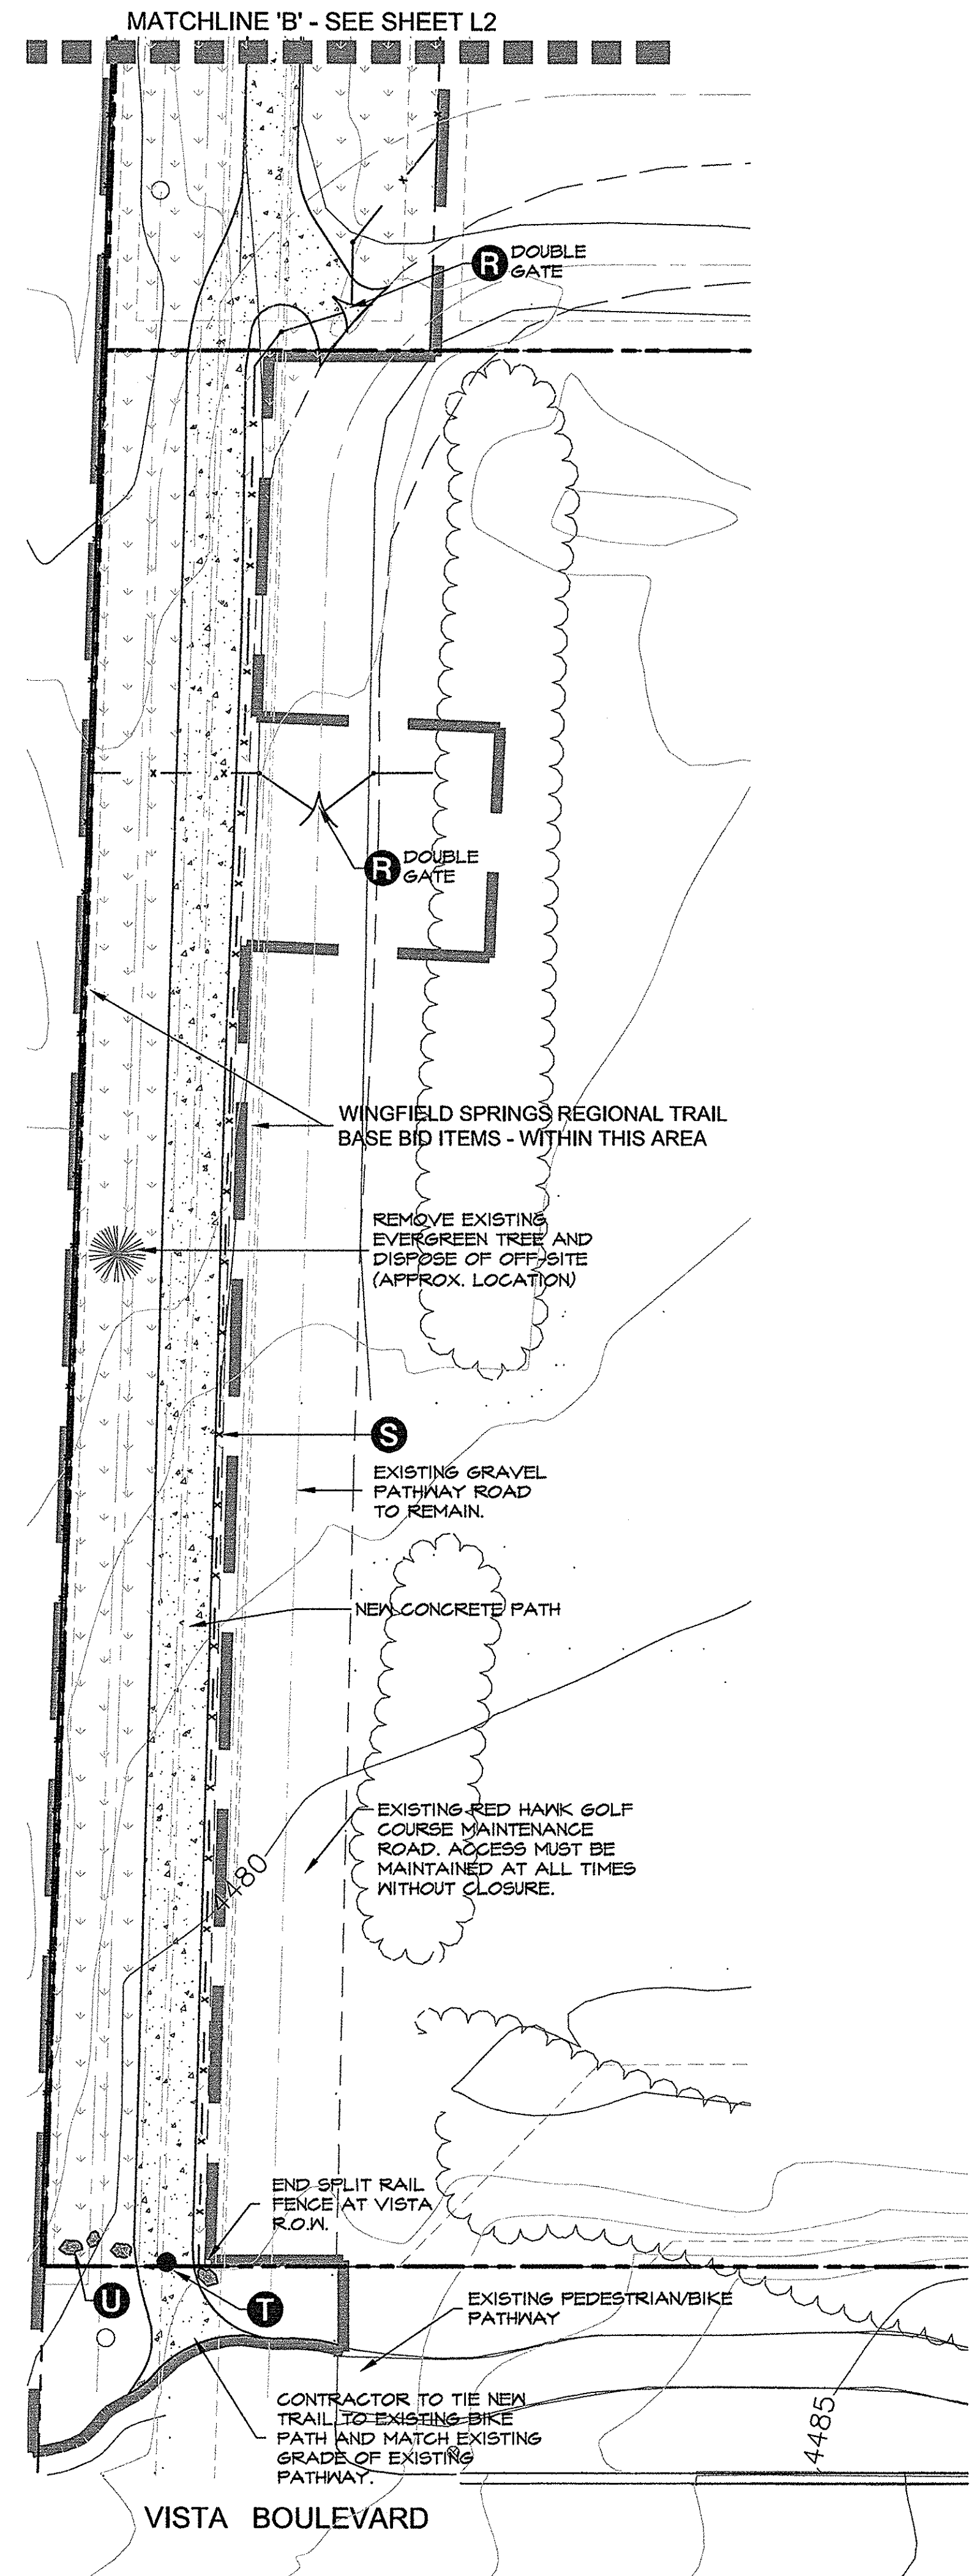 MATCHLINE 'B' - SEE SHEET L2
R
DOUBLE
GATE
R
DOUBLE
GATE
WINGFIELD SPRINGS REGIONAL TRAIL
BASE BID ITEMS - WITHIN THIS AREA
REMOVE EXISTING
EVERGREEN TREE AND
DISPOSE OF OFF-SITE
(APPROX. LOCATION)
S
EXISTING GRAVEL
PATHWAY ROAD
TO REMAIN.
NEW CONCRETE PATH
EXISTING RED HAWK GOLF
COURSE MAINTENANCE
ROAD. ACCESS MUST BE
MAINTAINED AT ALL TIMES
WITHOUT CLOSURE.
4480
END SPLIT RAIL
FENCE AT VISTA
R.O.W.
U
T
EXISTING PEDESTRIAN/BIKE
PATHWAY
CONTRACTOR TO TIE NEW
TRAIL TO EXISTING BIKE
PATH AND MATCH EXISTING
GRADE OF EXISTING
PATHWAY.
4485
VISTA BOULEVARD